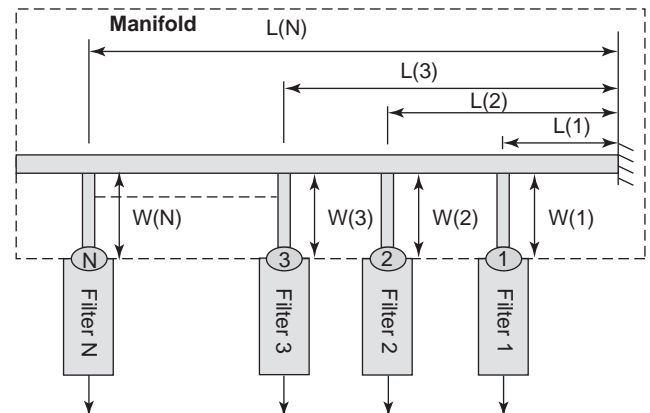 Manifold
L(N)
L(3)
L(2)
L(1)
W(N)
W(3)
W(2)
W(1)
N
3
2
1
Filter N
Filter 3
Filter 2
Filter 1